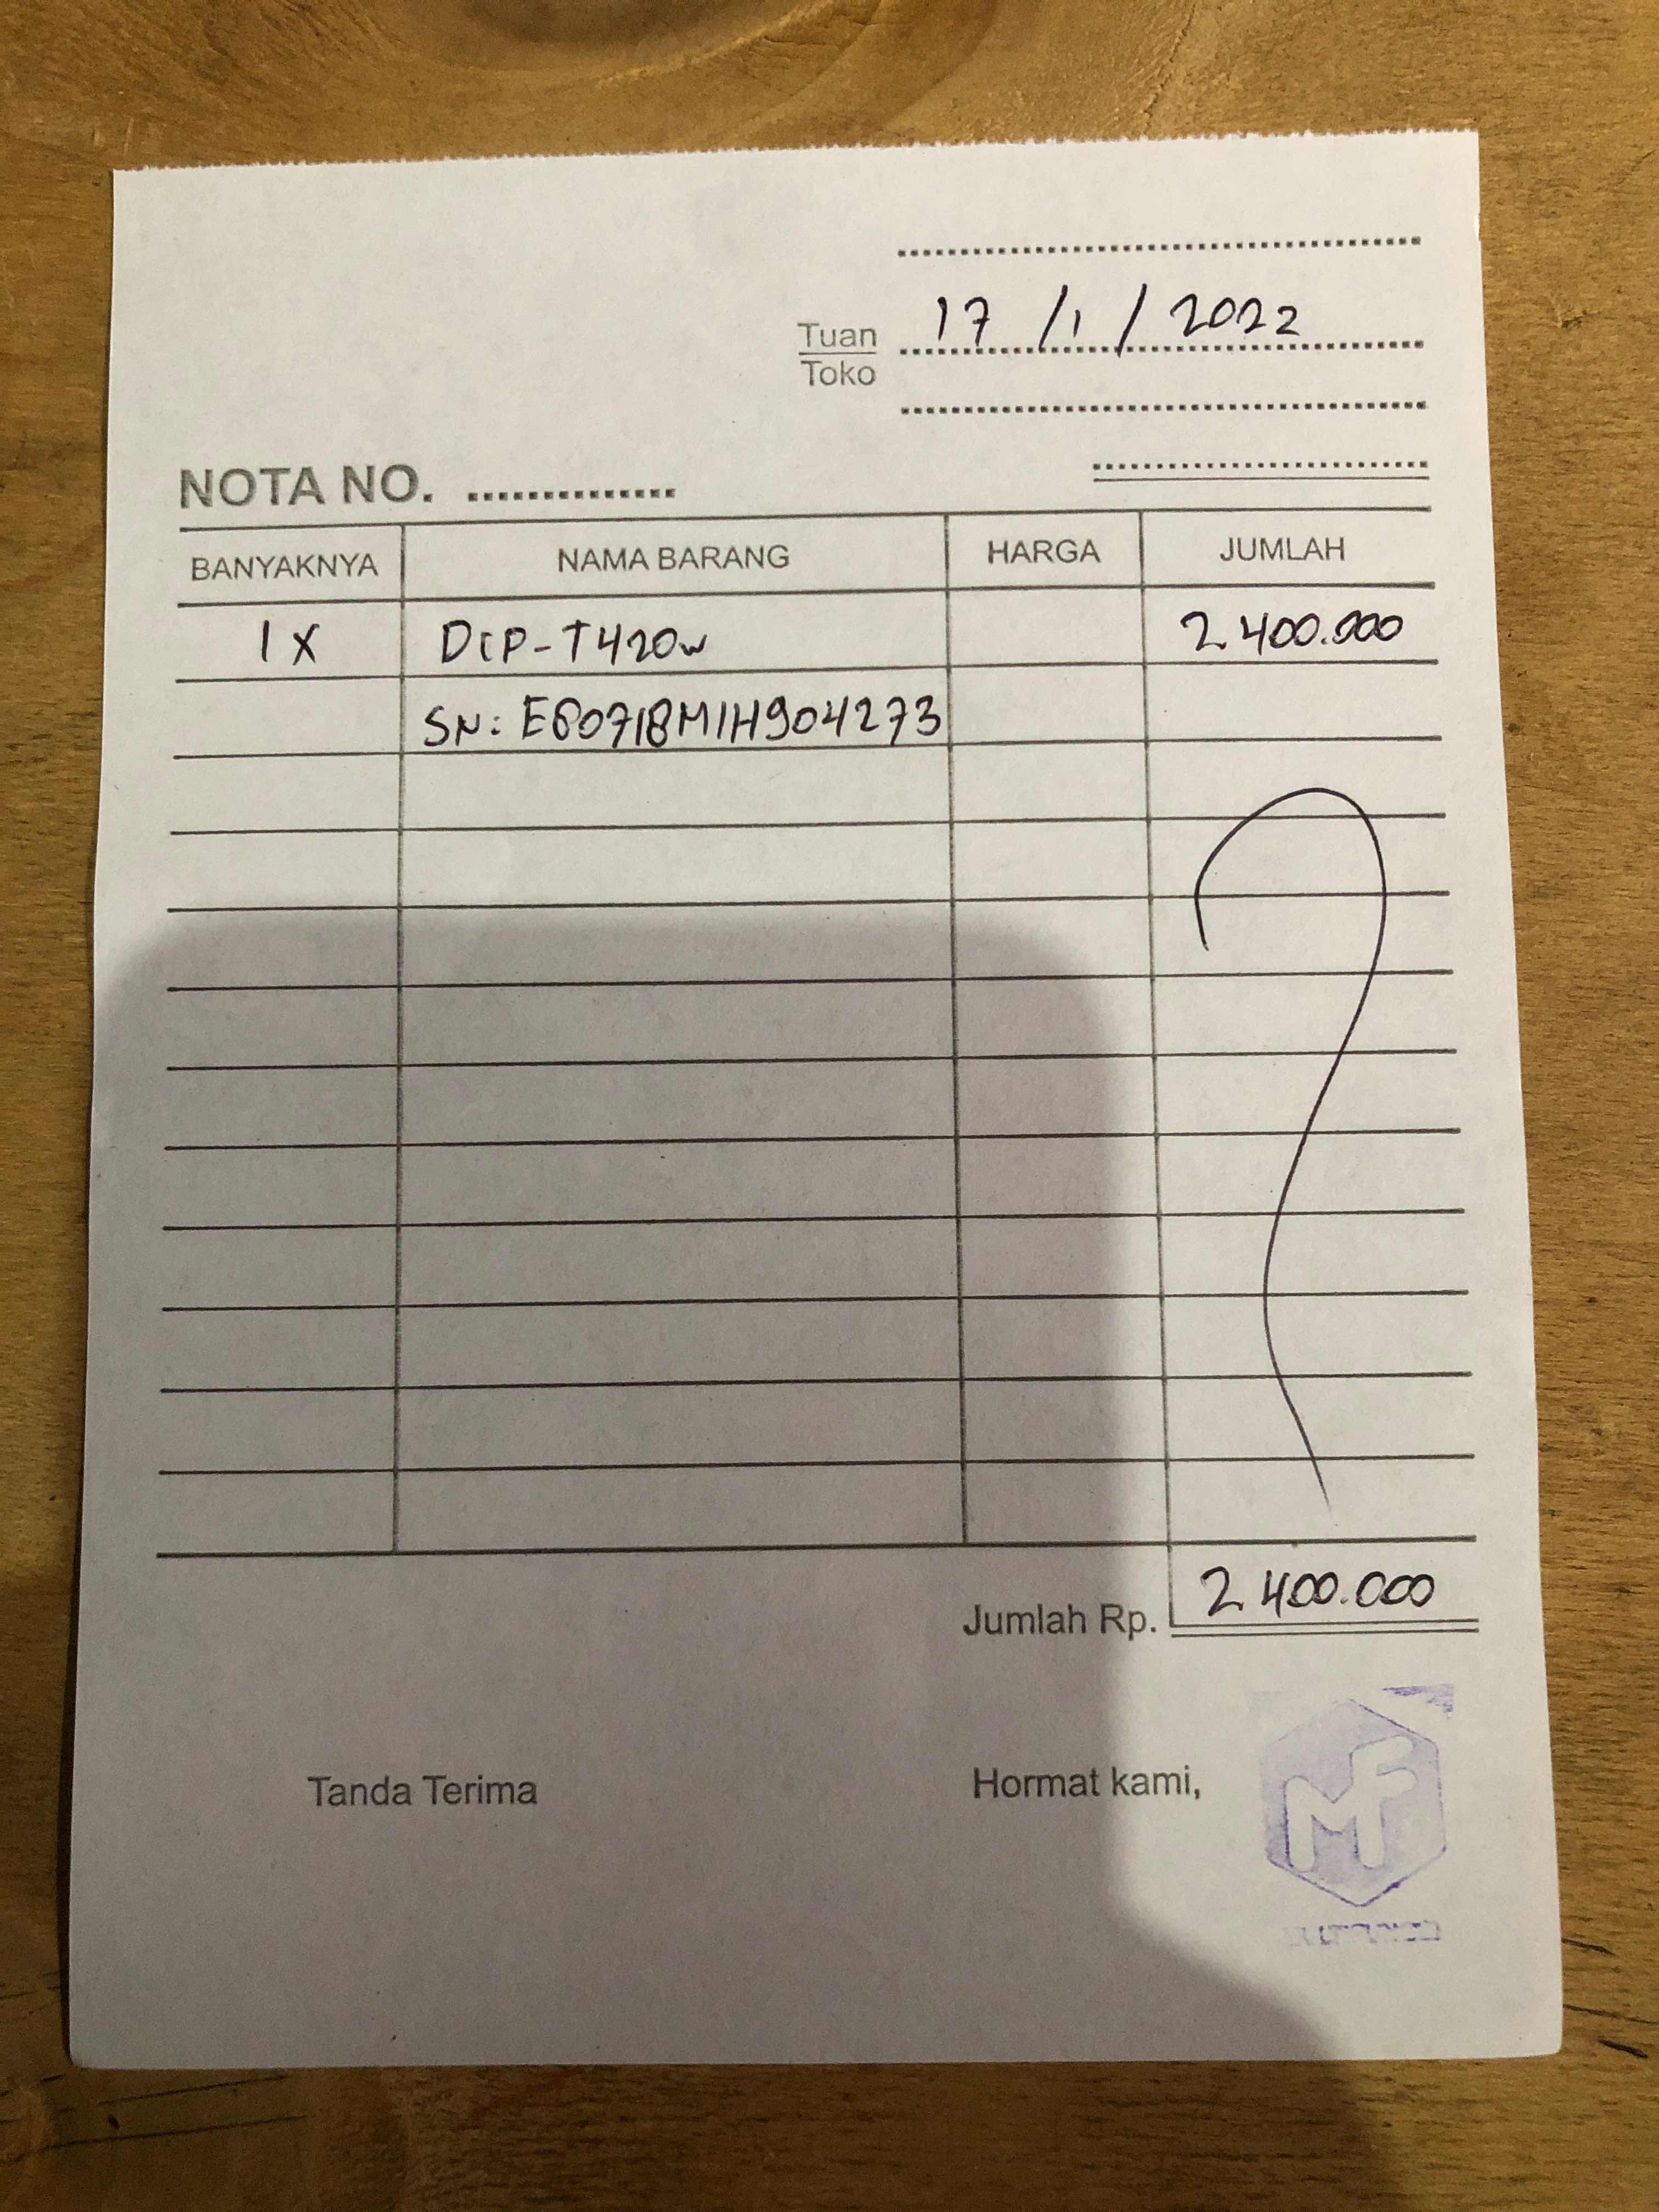 17 / 1 / 2022
Tuan
Toko
NOTA NO. ..............
BANYAKNYA NAMA BARANG HARGA JUMLAH
1 X DCP-T420w 2 400.000
SN: E80718M1H904273
Jumlah Rp. 2 400.000
Tanda Terima Hormat kami,
MF